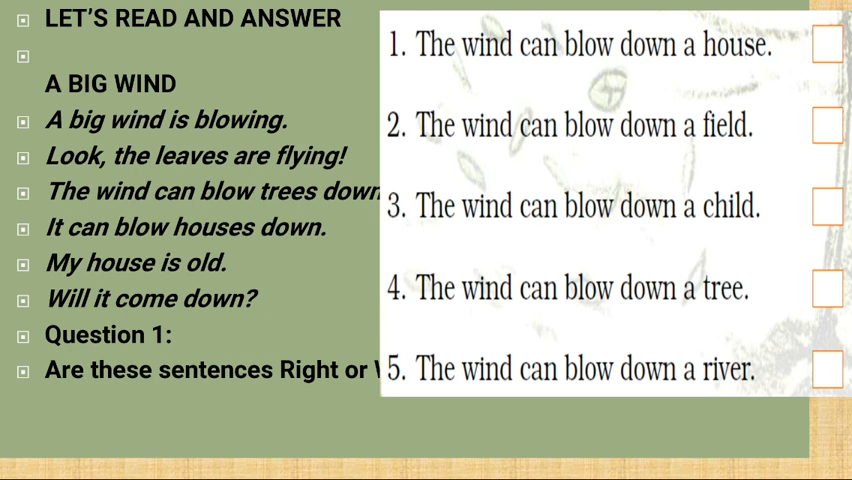 LET'S READ AND ANSWER
A BIG WIND
A big wind is blowing.
Look, the leaves are flying!
The wind can blow trees down
It can blow houses down.
My house is old.
Will it come down?
Question 1:
Are these sentences Right or
1. The wind can blow down a house.
2. The wind can blow down a field.
3. The wind can blow down a child.
4. The wind can blow down a tree.
5. The wind can blow down a river.